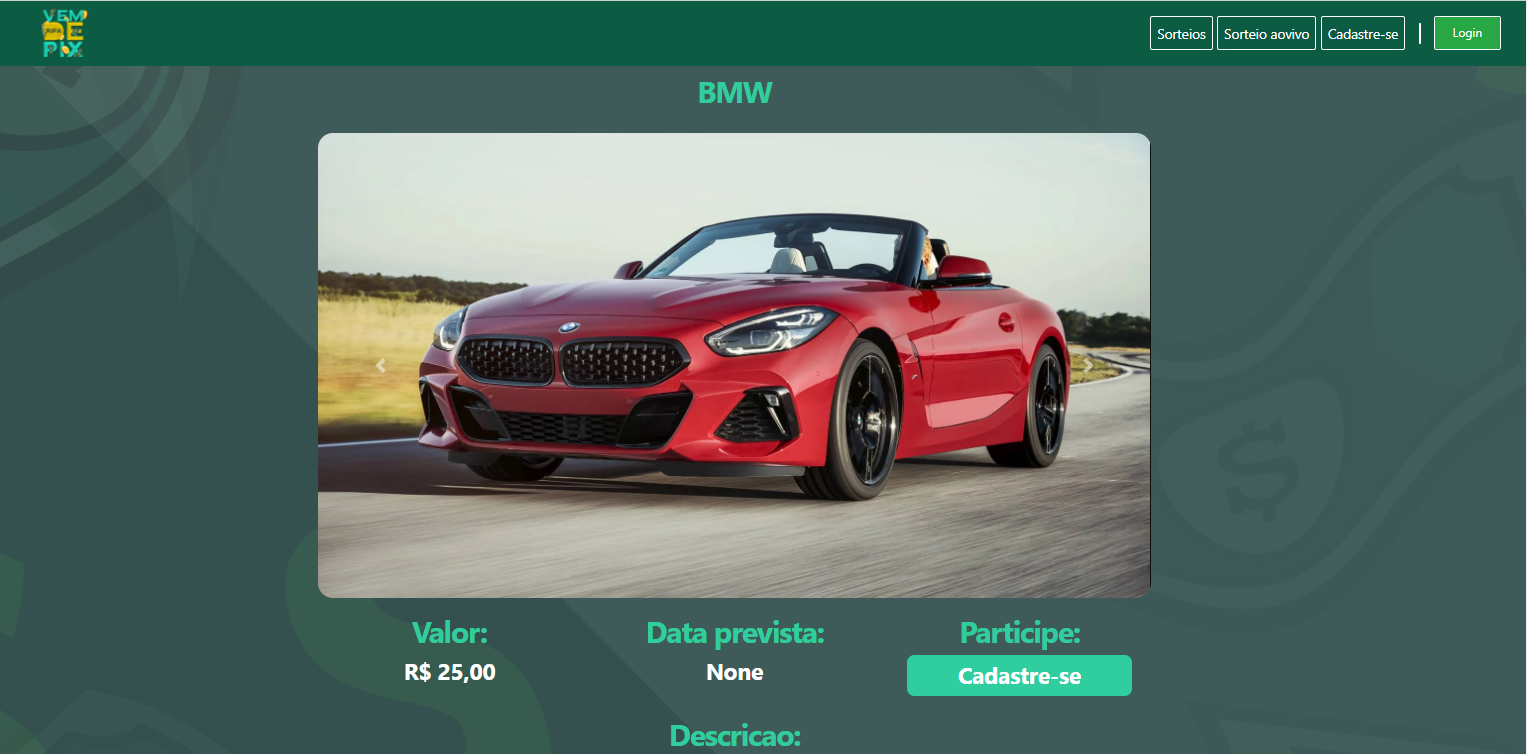 VEM
DE
PIX
Sorteios
Sorteio aovivo
Cadastre-se
Login
BMW
Valor:
Data prevista:
Participe:
R$ 25,00
None
Cadastre-se
Descricao: